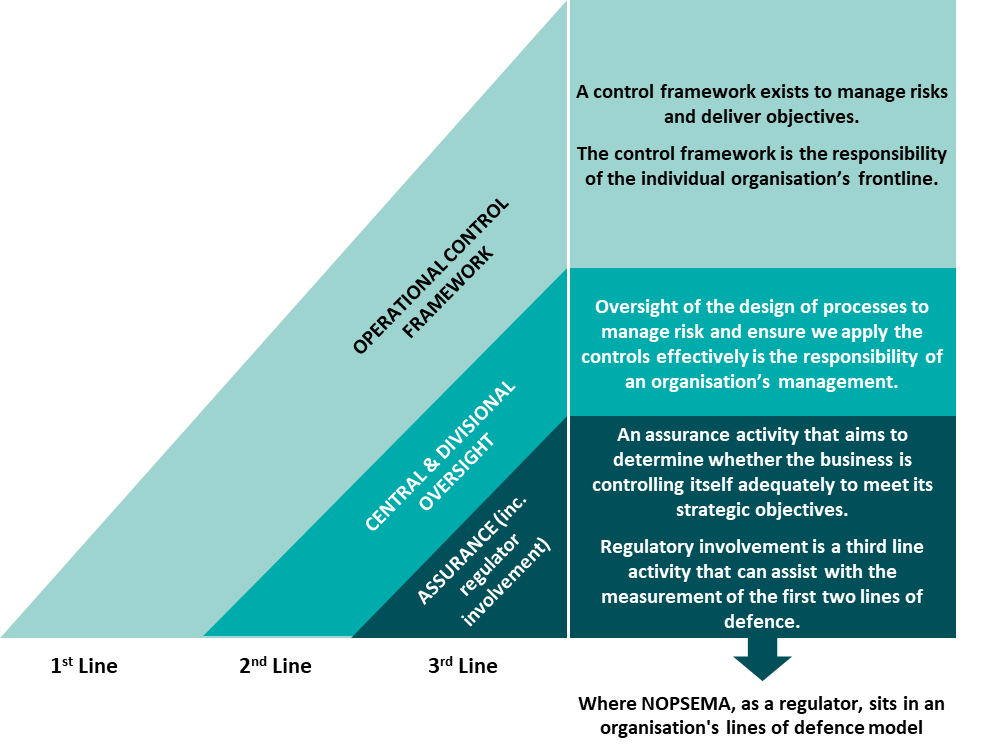 A control framework exists to manage risks
and deliver objectives.
The control framework is the responsibility
of the individual organisation’s frontline.
OPERATIONAL CONTROL
FRAMEWORK
Oversight of the design of processes to
manage risk and ensure we apply the
controls effectively is the responsibility of
an organisation’s management.
CENTRAL & DIVISIONAL
OVERSIGHT
An assurance activity that aims to
determine whether the business is
controlling itself adequately to meet its
strategic objectives.
Regulatory involvement is a third line
activity that can assist with the
measurement of the first two lines of
defence.
ASSURANCE (inc.
regulator
involvement)
1st Line
2nd Line
3rd Line
Where NOPSEMA, as a regulator, sits in an
organisation's lines of defence model